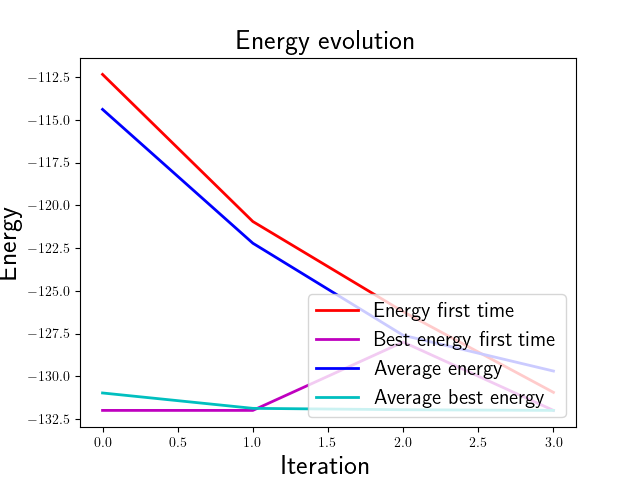 Energy evolution
Energy
−112.5
−115.0
−117.5
−120.0
−122.5
−125.0
−127.5
−130.0
−132.5
Energy first time
Best energy first time
Average energy
Average best energy
0.0 0.5 1.0 1.5 2.0 2.5 3.0
Iteration